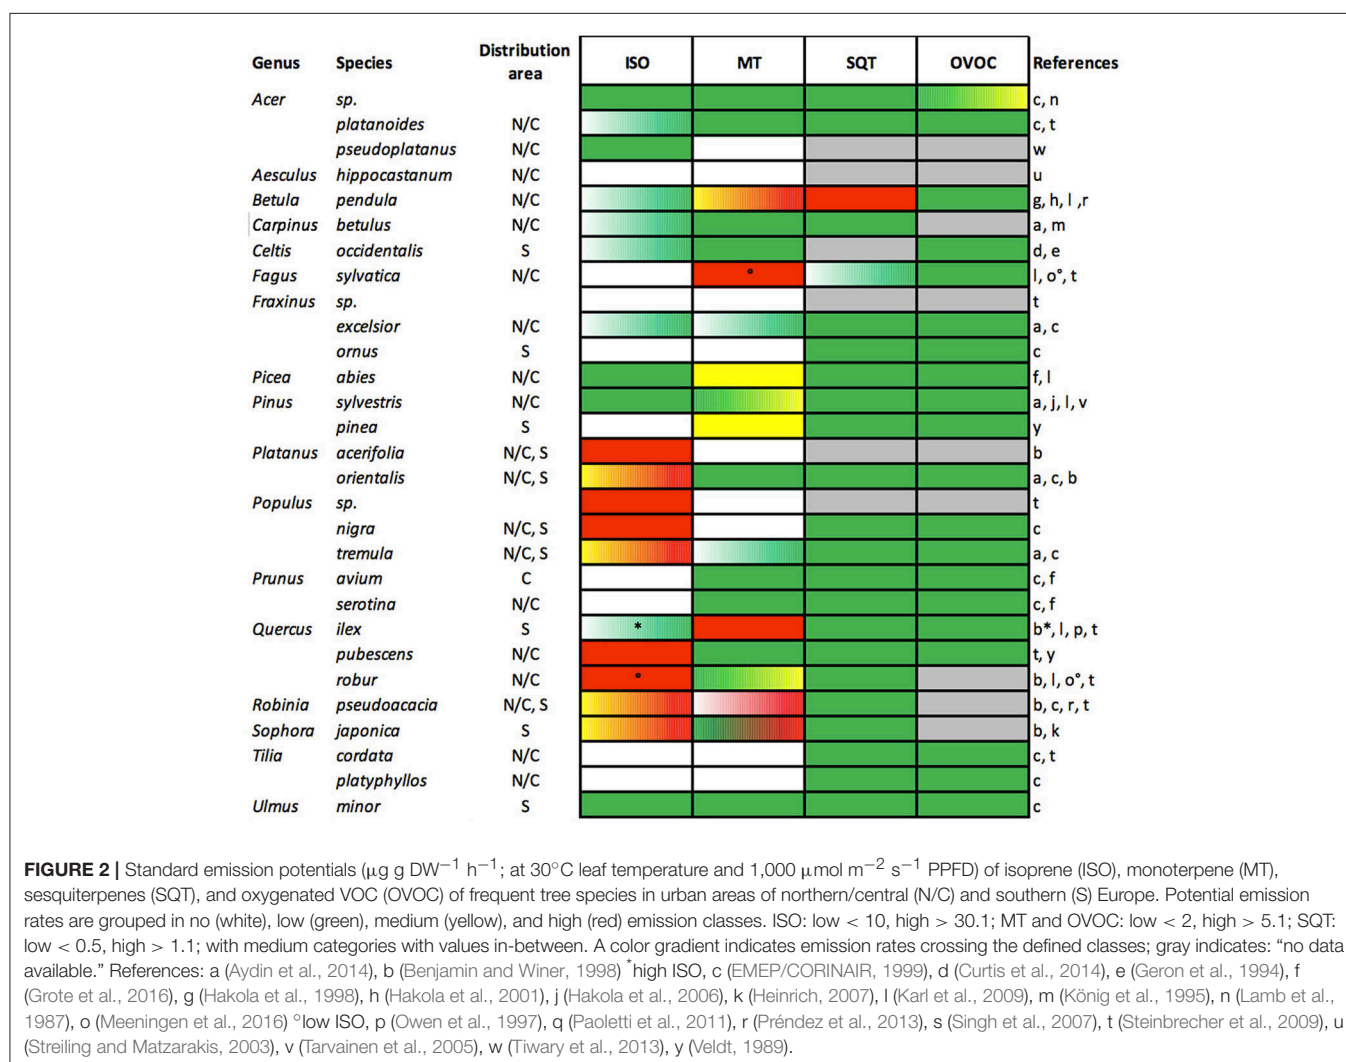 Genus Species Distribution area ISO MT SQT OVOC References
Acer sp. c, n
platanoides N/C c, t
pseudoplatanus N/C w
Aesculus hippocastanum N/C u
Betula pendula N/C g, h, l ,r
Carpinus betulus N/C a, m
Celtis occidentalis S d, e
Fagus sylvatica N/C ° l, o°, t
Fraxinus sp. t
excelsior N/C a, c
ornus S c
Picea abies N/C f, l
Pinus sylvestris N/C a, j, l, v
pinea S y
Platanus acerifolia N/C, S b
orientalis N/C, S a, c, b
Populus sp. t
nigra N/C, S c
tremula N/C, S a, c
Prunus avium C c, f
serotina N/C c, f
Quercus ilex S * b*, l, p, t
pubescens N/C t, y
robur N/C ° b, l, o°, t
Robinia pseudoacacia N/C, S b, c, r, t
Sophora japonica S b, k
Tilia cordata N/C c, t
platyphyllos N/C c
Ulmus minor S c
FIGURE 2 | Standard emission potentials (μg g DW−1 h−1; at 30°C leaf temperature and 1,000 μmol m−2 s−1 PPFD) of isoprene (ISO), monoterpene (MT),
sesquiterpenes (SQT), and oxygenated VOC (OVOC) of frequent tree species in urban areas of northern/central (N/C) and southern (S) Europe. Potential emission
rates are grouped in no (white), low (green), medium (yellow), and high (red) emission classes. ISO: low < 10, high > 30.1; MT and OVOC: low < 2, high > 5.1; SQT:
low < 0.5, high > 1.1; with medium categories with values in-between. A color gradient indicates emission rates crossing the defined classes; gray indicates: “no data
available.” References: a (Aydin et al., 2014), b (Benjamin and Winer, 1998) *high ISO, c (EMEP/CORINAIR, 1999), d (Curtis et al., 2014), e (Geron et al., 1994), f
(Grote et al., 2016), g (Hakola et al., 1998), h (Hakola et al., 2001), j (Hakola et al., 2006), k (Heinrich, 2007), l (Karl et al., 2009), m (König et al., 1995), n (Lamb et al.,
1987), o (Meeningen et al., 2016) °low ISO, p (Owen et al., 1997), q (Paoletti et al., 2011), r (Préndez et al., 2013), s (Singh et al., 2007), t (Steinbrecher et al., 2009), u
(Streiling and Matzarakis, 2003), v (Tarvainen et al., 2005), w (Tiwary et al., 2013), y (Veldt, 1989).